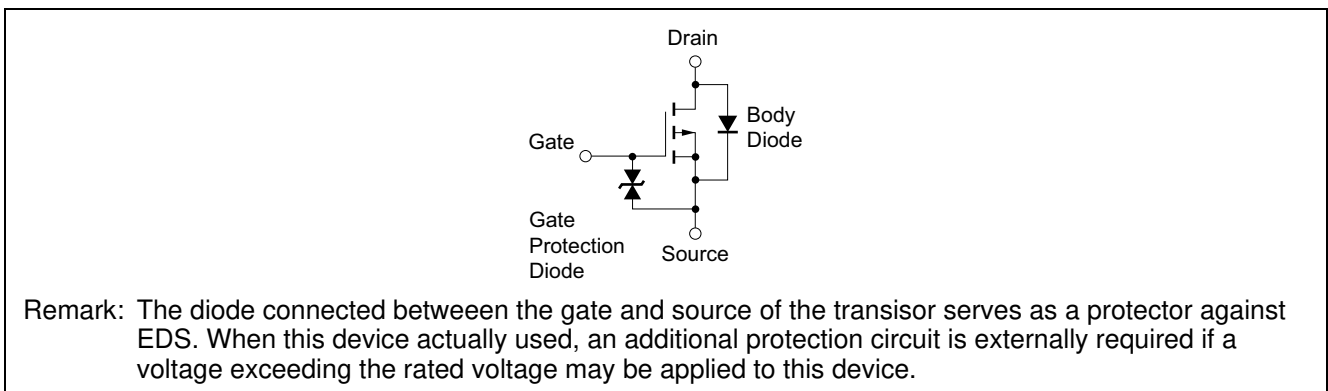 Drain
Body
Diode
Gate
Gate
Protection
Diode
Source
Remark: The diode connected betweeen the gate and source of the transisor serves as a protector against
EDS. When this device actually used, an additional protection circuit is externally required if a
voltage exceeding the rated voltage may be applied to this device.